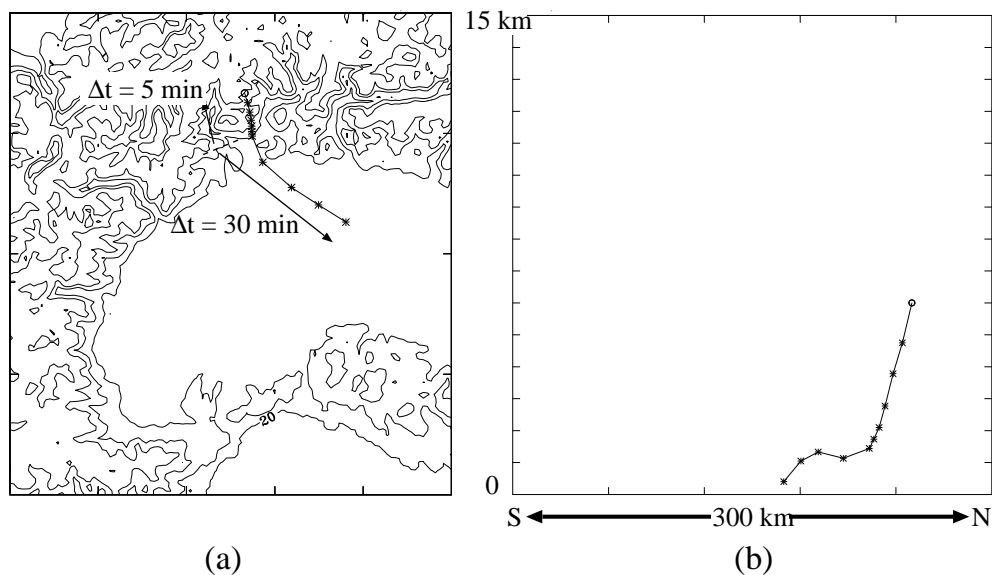 15 km
Δt = 5 min
Δt = 30 min
20
0
S 300 km N
(a)
(b)